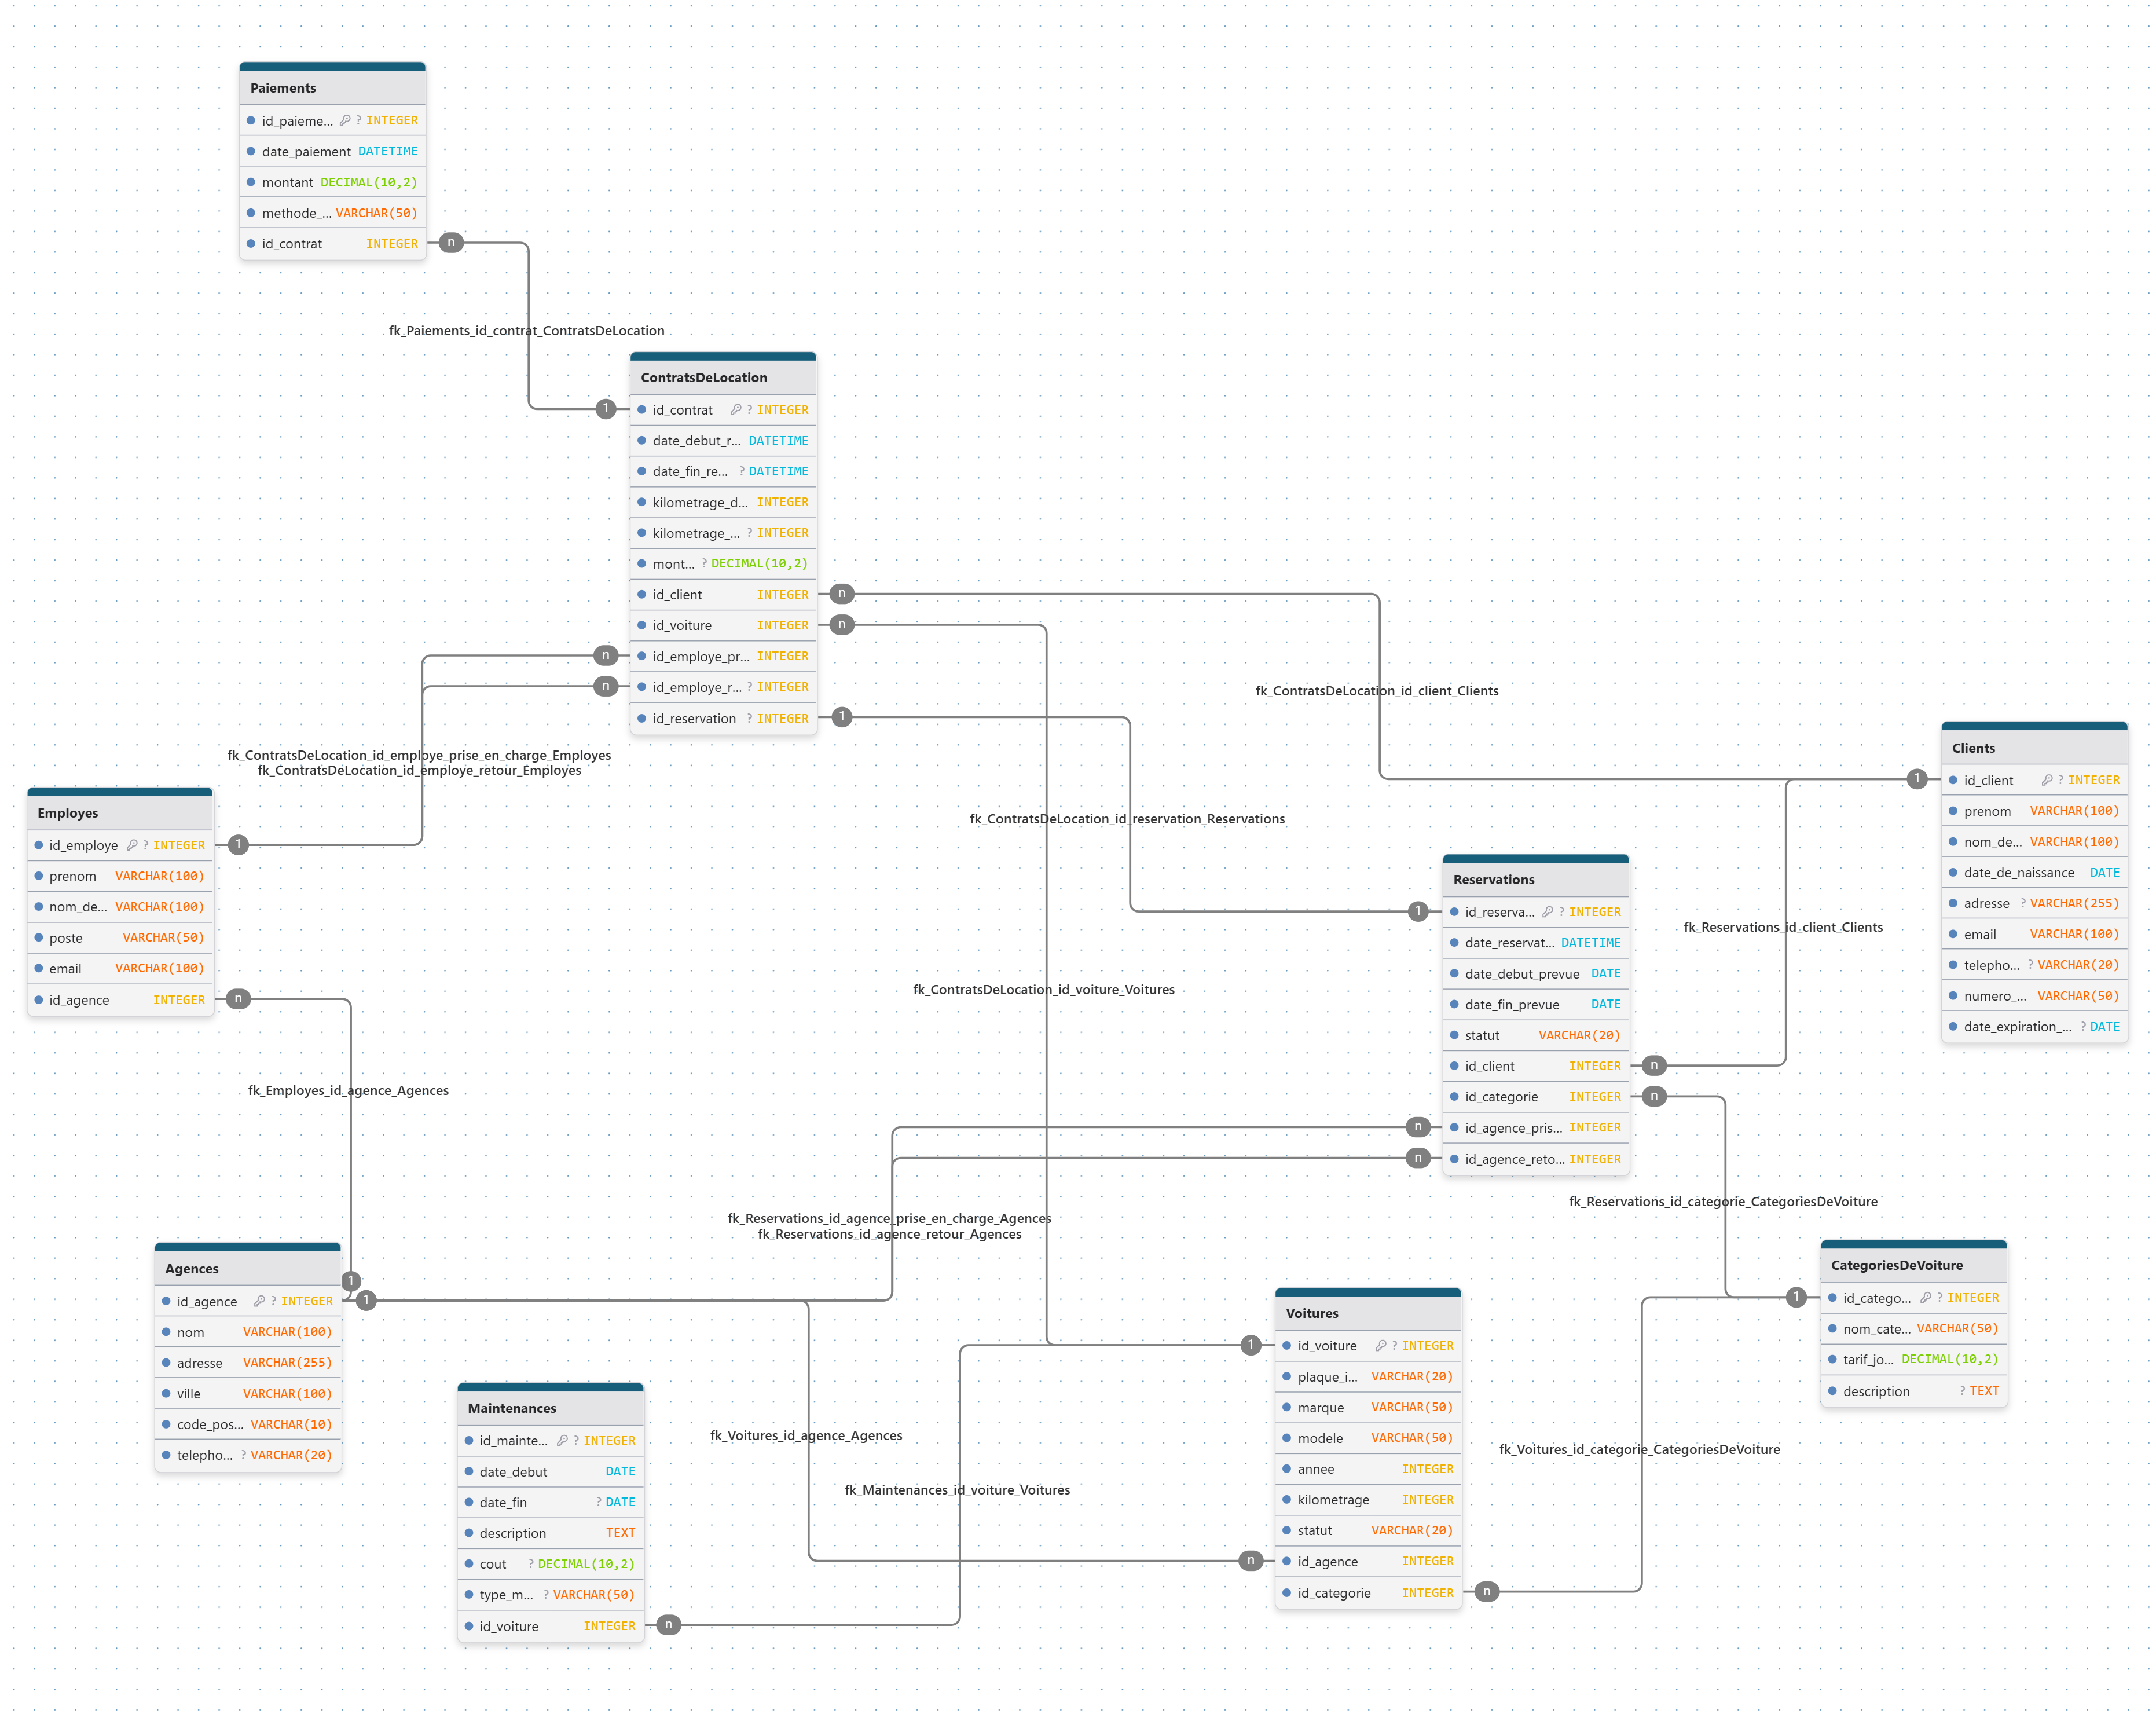 Paiements
id_paieme... ? INTEGER
date_paiement DATETIME
montant DECIMAL(10,2)
methode_... VARCHAR(50)
id_contrat INTEGER
n
fk_Paiements_id_contrat_ContratsDeLocation
1
ContratsDeLocation
id_contrat ? INTEGER
date_debut_r... DATETIME
date_fin_re... ? DATETIME
kilometrage_d... INTEGER
kilometrage_... ? INTEGER
mont... ? DECIMAL(10,2)
id_client INTEGER
n
id_voiture INTEGER
n
n
id_employe_pr... INTEGER
n
id_employe_r... ? INTEGER
id_reservation ? INTEGER
1
fk_ContratsDeLocation_id_client_Clients
fk_ContratsDeLocation_id_employe_prise_en_charge_Employes
fk_ContratsDeLocation_id_employe_retour_Employes
fk_ContratsDeLocation_id_reservation_Reservations
fk_ContratsDeLocation_id_voiture_Voitures
Employes
id_employe ? INTEGER
1
prenom VARCHAR(100)
nom_de... VARCHAR(100)
poste VARCHAR(50)
email VARCHAR(100)
id_agence INTEGER
n
fk_Employes_id_agence_Agences
Clients
1
id_client ? INTEGER
prenom VARCHAR(100)
nom_de... VARCHAR(100)
date_de_naissance DATE
adresse ? VARCHAR(255)
email VARCHAR(100)
telepho... ? VARCHAR(20)
numero_... VARCHAR(50)
date_expiration_... ? DATE
fk_Reservations_id_client_Clients
Reservations
1
id_reserva... ? INTEGER
date_reservat... DATETIME
date_debut_prevue DATE
date_fin_prevue DATE
statut VARCHAR(20)
id_client INTEGER
n
id_categorie INTEGER
n
n
id_agence_pris... INTEGER
n
id_agence_reto... INTEGER
fk_Reservations_id_categorie_CategoriesDeVoiture
fk_Reservations_id_agence_prise_en_charge_Agences
fk_Reservations_id_agence_retour_Agences
Agences
1
id_agence ? INTEGER
1
nom VARCHAR(100)
adresse VARCHAR(255)
ville VARCHAR(100)
code_pos... VARCHAR(10)
telepho... ? VARCHAR(20)
CategoriesDeVoiture
1
id_catego... ? INTEGER
nom_cate... VARCHAR(50)
tarif_jo... DECIMAL(10,2)
description ? TEXT
Maintenances
id_mainte... ? INTEGER
date_debut DATE
date_fin ? DATE
description TEXT
cout ? DECIMAL(10,2)
type_m... ? VARCHAR(50)
id_voiture INTEGER
n
fk_Voitures_id_agence_Agences
fk_Maintenances_id_voiture_Voitures
Voitures
1
id_voiture ? INTEGER
plaque_i... VARCHAR(20)
marque VARCHAR(50)
modele VARCHAR(50)
annee INTEGER
kilometrage INTEGER
statut VARCHAR(20)
n
id_agence INTEGER
id_categorie INTEGER
n
fk_Voitures_id_categorie_CategoriesDeVoiture